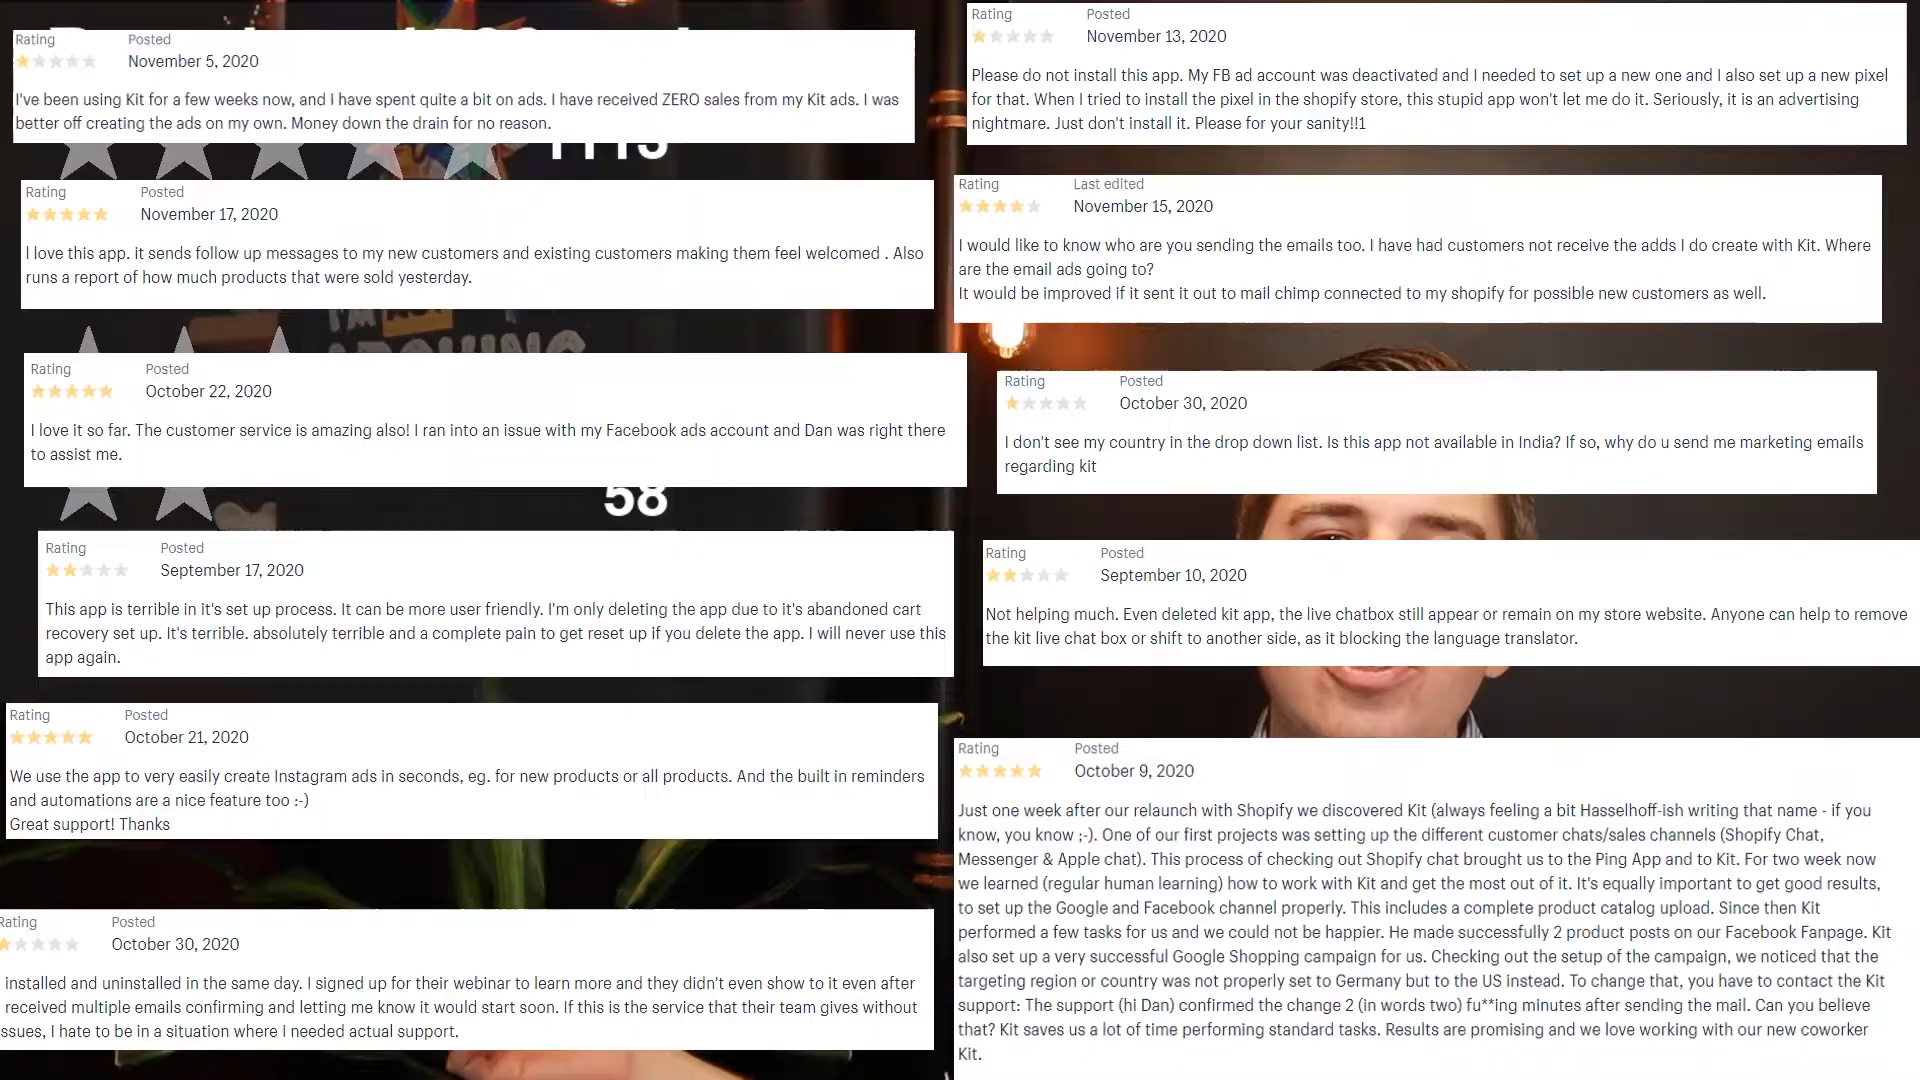 Rating Posted
November 5, 2020
I've been using Kit for a few weeks now, and I have spent quite a bit on ads. I have received ZERO sales from my Kit ads. I was
better off creating the ads on my own. Money down the drain for no reason.
Rating Posted
November 17, 2020
I love this app. it sends follow up messages to my new customers and existing customers making them feel welcomed . Also
runs a report of how much products that were sold yesterday.
Rating Posted
October 22, 2020
I love it so far. The customer service is amazing also! I ran into an issue with my Facebook ads account and Dan was right there
to assist me.
58
Rating Posted
September 17, 2020
This app is terrible in it's set up process. It can be more user friendly. I'm only deleting the app due to it's abandoned cart
recovery set up. It's terrible. absolutely terrible and a complete pain to get reset up if you delete the app. I will never use this
app again.
Rating Posted
October 21, 2020
We use the app to very easily create Instagram ads in seconds, eg. for new products or all products. And the built in reminders
and automations are a nice feature too :-)
Great support! Thanks
Rating Posted
October 30, 2020
installed and uninstalled in the same day. I signed up for their webinar to learn more and they didn't even show to it even after
received multiple emails confirming and letting me know it would start soon. If this is the service that their team gives without
ssues, I hate to be in a situation where I needed actual support.
Rating Posted
November 13, 2020
Please do not install this app. My FB ad account was deactivated and I needed to set up a new one and I also set up a new pixel
for that. When I tried to install the pixel in the shopify store, this stupid app won't let me do it. Seriously, it is an advertising
nightmare. Just don't install it. Please for your sanity!!1
Rating Last edited
November 15, 2020
I would like to know who are you sending the emails too. I have had customers not receive the adds I do create with Kit. Where
are the email ads going to?
It would be improved if it sent it out to mail chimp connected to my shopify for possible new customers as well.
Rating Posted
October 30, 2020
I don't see my country in the drop down list. Is this app not available in India? If so, why do u send me marketing emails
regarding kit
Rating Posted
September 10, 2020
Not helping much. Even deleted kit app, the live chatbox still appear or remain on my store website. Anyone can help to remove
the kit live chat box or shift to another side, as it blocking the language translator.
Rating Posted
October 9, 2020
Just one week after our relaunch with Shopify we discovered Kit (always feeling a bit Hasselhoff-ish writing that name - if you
know, you know ;-). One of our first projects was setting up the different customer chats/sales channels (Shopify Chat,
Messenger & Apple chat). This process of checking out Shopify chat brought us to the Ping App and to Kit. For two week now
we learned (regular human learning) how to work with Kit and get the most out of it. It's equally important to get good results,
to set up the Google and Facebook channel properly. This includes a complete product catalog upload. Since then Kit
performed a few tasks for us and we could not be happier. He made successfully 2 product posts on our Facebook Fanpage. Kit
also set up a very successful Google Shopping campaign for us. Checking out the setup of the campaign, we noticed that the
targeting region or country was not properly set to Germany but to the US instead. To change that, you have to contact the Kit
support: The support (hi Dan) confirmed the change 2 (in words two) fu**ing minutes after sending the mail. Can you believe
that? Kit saves us a lot of time performing standard tasks. Results are promising and we love working with our new coworker
Kit.